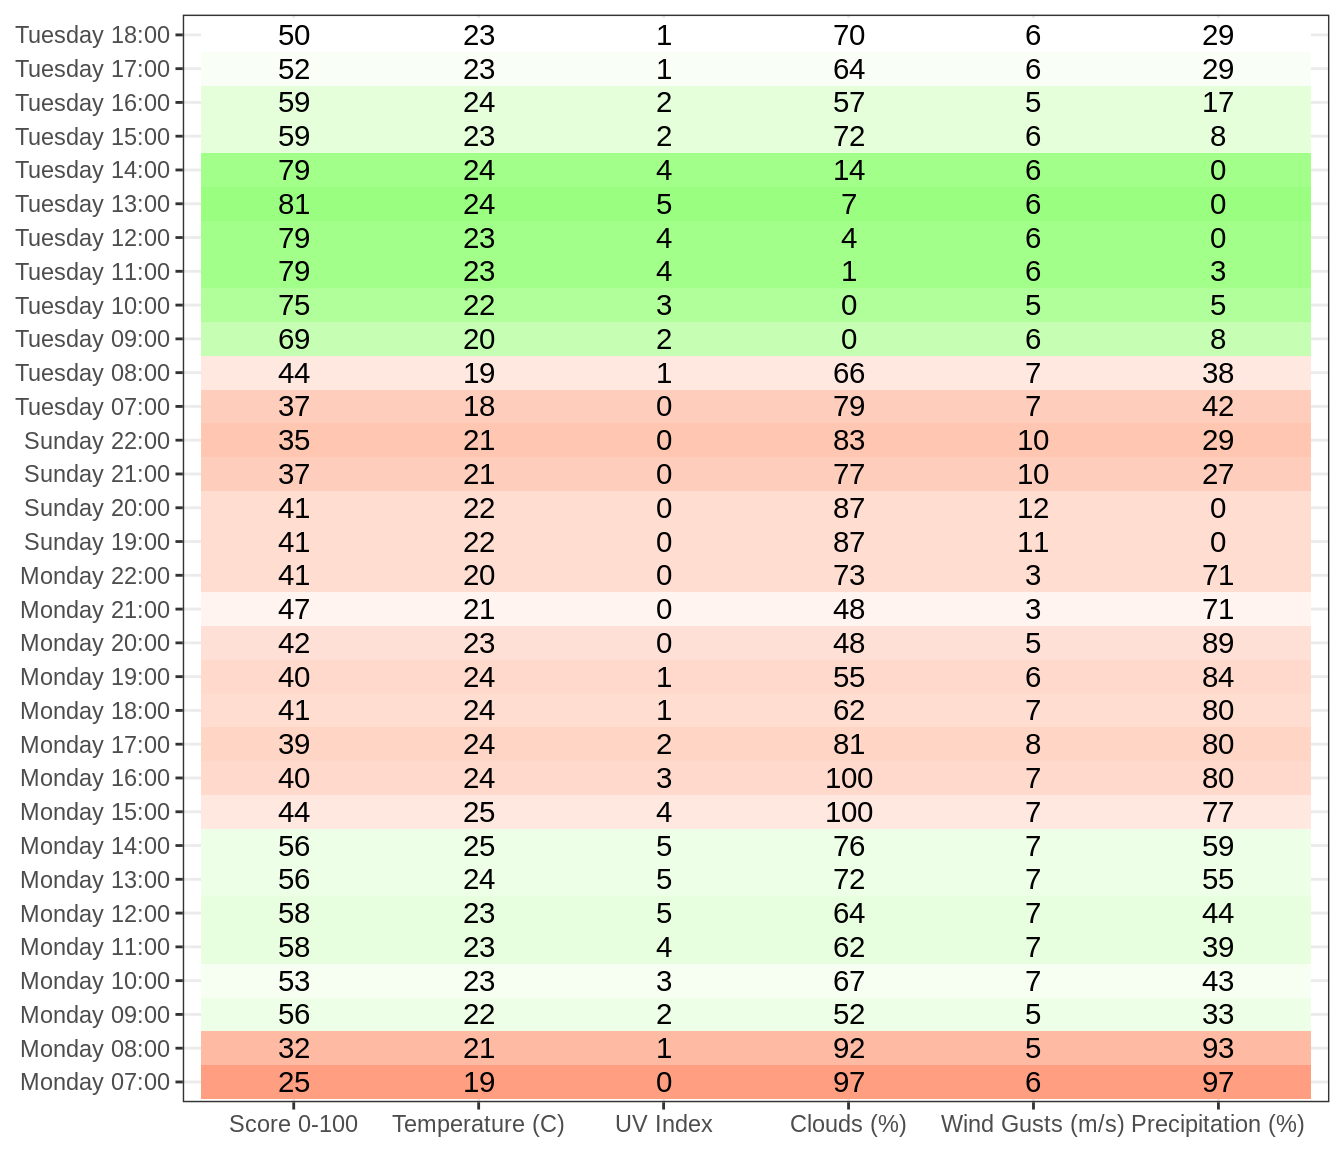 Tuesday 18:00 50 23 1 70 6 29
Tuesday 17:00 52 23 1 64 6 29
Tuesday 16:00 59 24 2 57 5 17
Tuesday 15:00 59 23 2 72 6 8
Tuesday 14:00 79 24 4 14 6 0
Tuesday 13:00 81 24 5 7 6 0
Tuesday 12:00 79 23 4 4 6 0
Tuesday 11:00 79 23 4 1 6 3
Tuesday 10:00 75 22 3 0 5 5
Tuesday 09:00 69 20 2 0 6 8
Tuesday 08:00 44 19 1 66 7 38
Tuesday 07:00 37 18 0 79 7 42
Sunday 22:00 35 21 0 83 10 29
Sunday 21:00 37 21 0 77 10 27
Sunday 20:00 41 22 0 87 12 0
Sunday 19:00 41 22 0 87 11 0
Monday 22:00 41 20 0 73 3 71
Monday 21:00 47 21 0 48 3 71
Monday 20:00 42 23 0 48 5 89
Monday 19:00 40 24 1 55 6 84
Monday 18:00 41 24 1 62 7 80
Monday 17:00 39 24 2 81 8 80
Monday 16:00 40 24 3 100 7 80
Monday 15:00 44 25 4 100 7 77
Monday 14:00 56 25 5 76 7 59
Monday 13:00 56 24 5 72 7 55
Monday 12:00 58 23 5 64 7 44
Monday 11:00 58 23 4 62 7 39
Monday 10:00 53 23 3 67 7 43
Monday 09:00 56 22 2 52 5 33
Monday 08:00 32 21 1 92 5 93
Monday 07:00 25 19 0 97 6 97
Score 0-100 Temperature (C) UV Index Clouds (%) Wind Gusts (m/s) Precipitation (%)